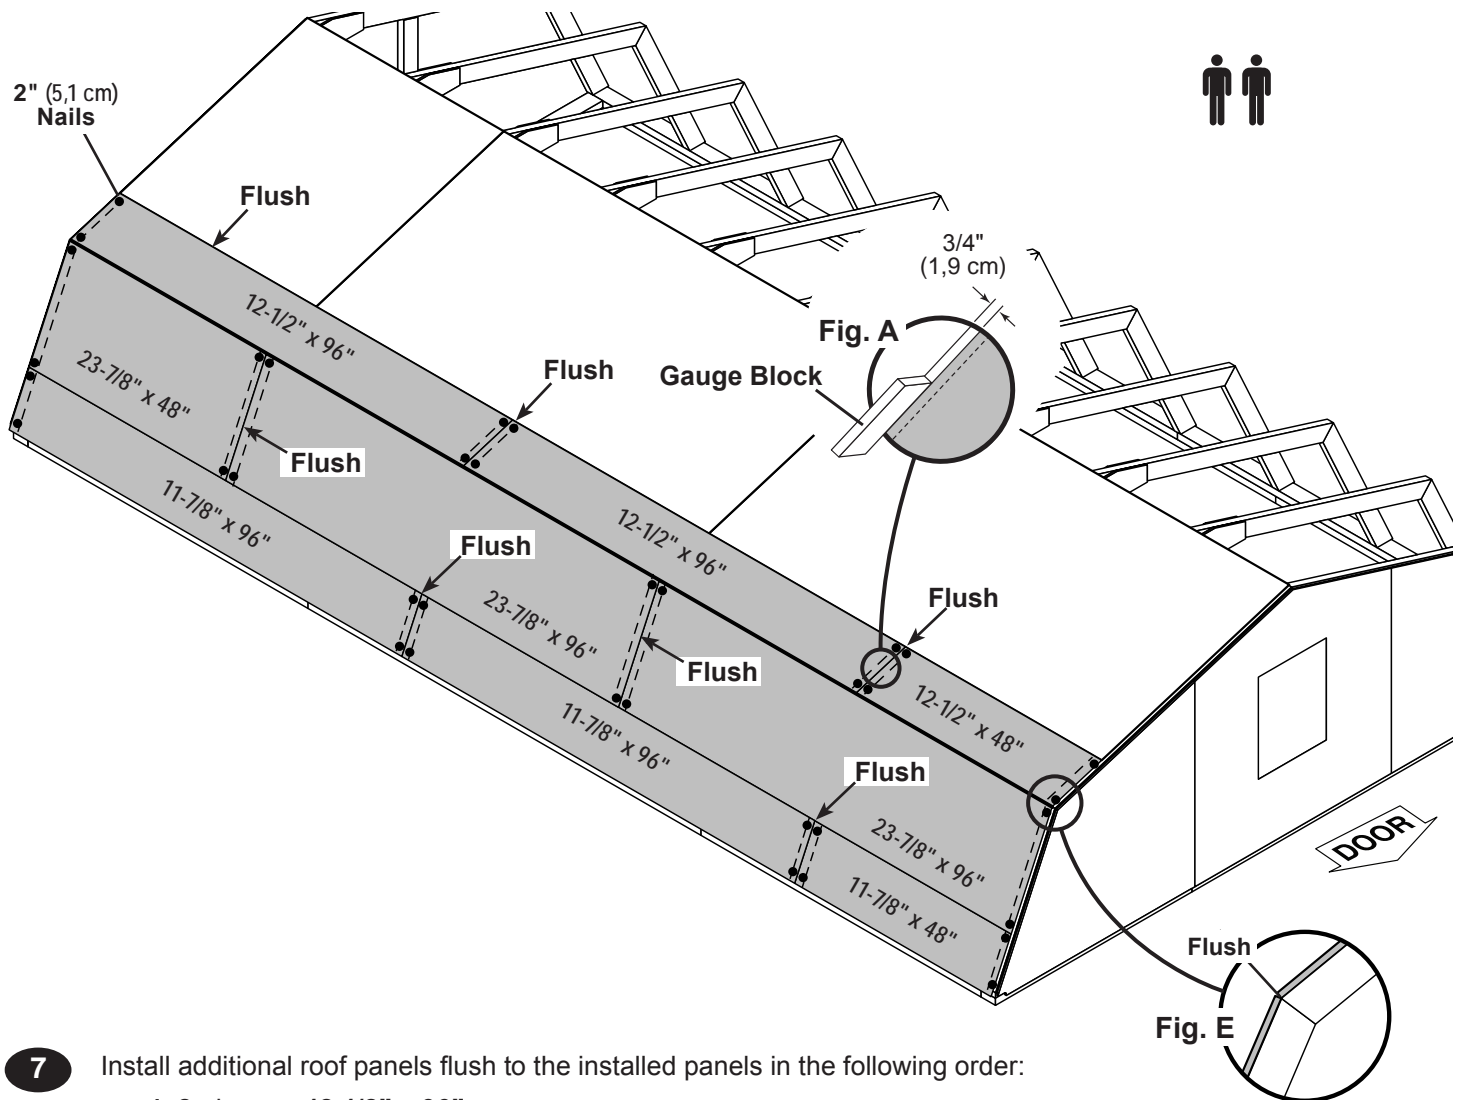 2" (5,1 cm)
Nails
Flush
12-1/2" x 96"
3/4"
(1,9 cm)
Fig. A
Gauge Block
Flush
23-7/8" x 48"
Flush
11-7/8" x 96"
12-1/2" x 96"
Flush
23-7/8" x 96"
Flush
Flush
12-1/2" x 48"
11-7/8" x 96"
Flush
23-7/8" x 96"
11-7/8" x 48"
DOOR
Flush
Fig. E
7 Install additional roof panels flush to the installed panels in the following order: